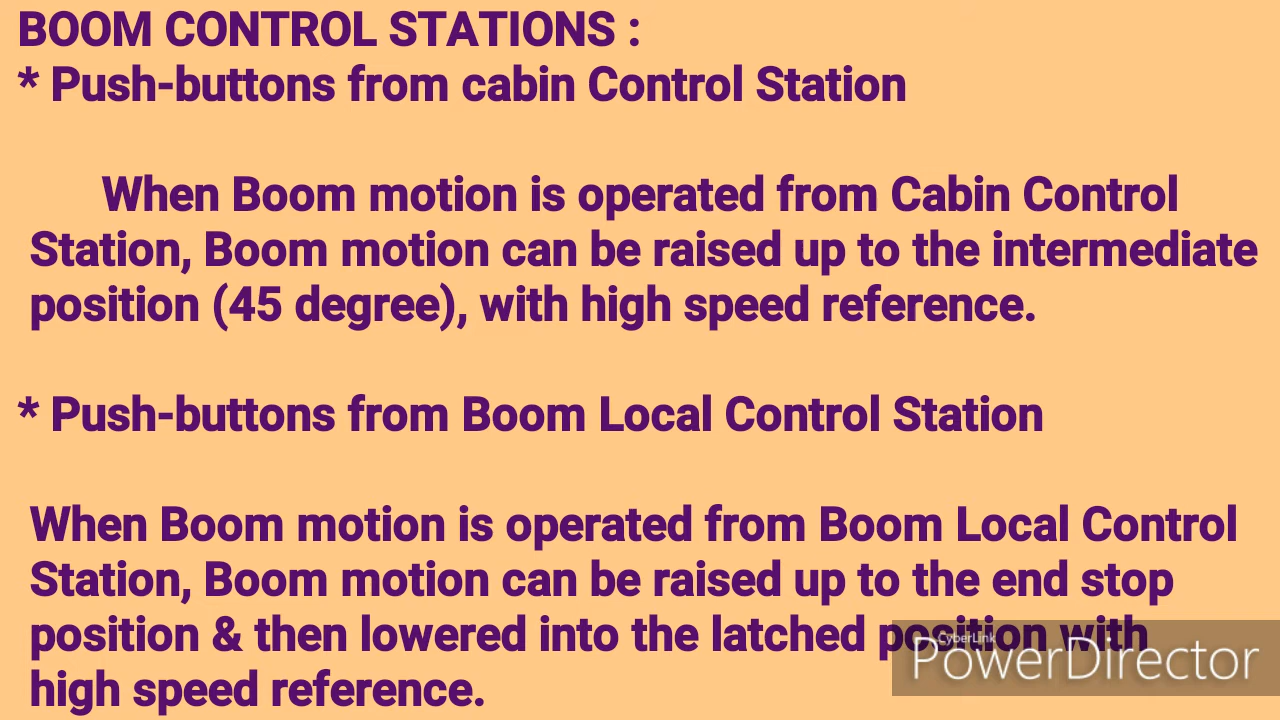 BOOM CONTROL STATIONS :
* Push-buttons from cabin Control Station
When Boom motion is operated from Cabin Control
Station, Boom motion can be raised up to the intermediate
position (45 degree), with high speed reference.
* Push-buttons from Boom Local Control Station
When Boom motion is operated from Boom Local Control
Station, Boom motion can be raised up to the end stop
position & then lowered into the latched position with
high speed reference.
CyberLink
PowerDirector